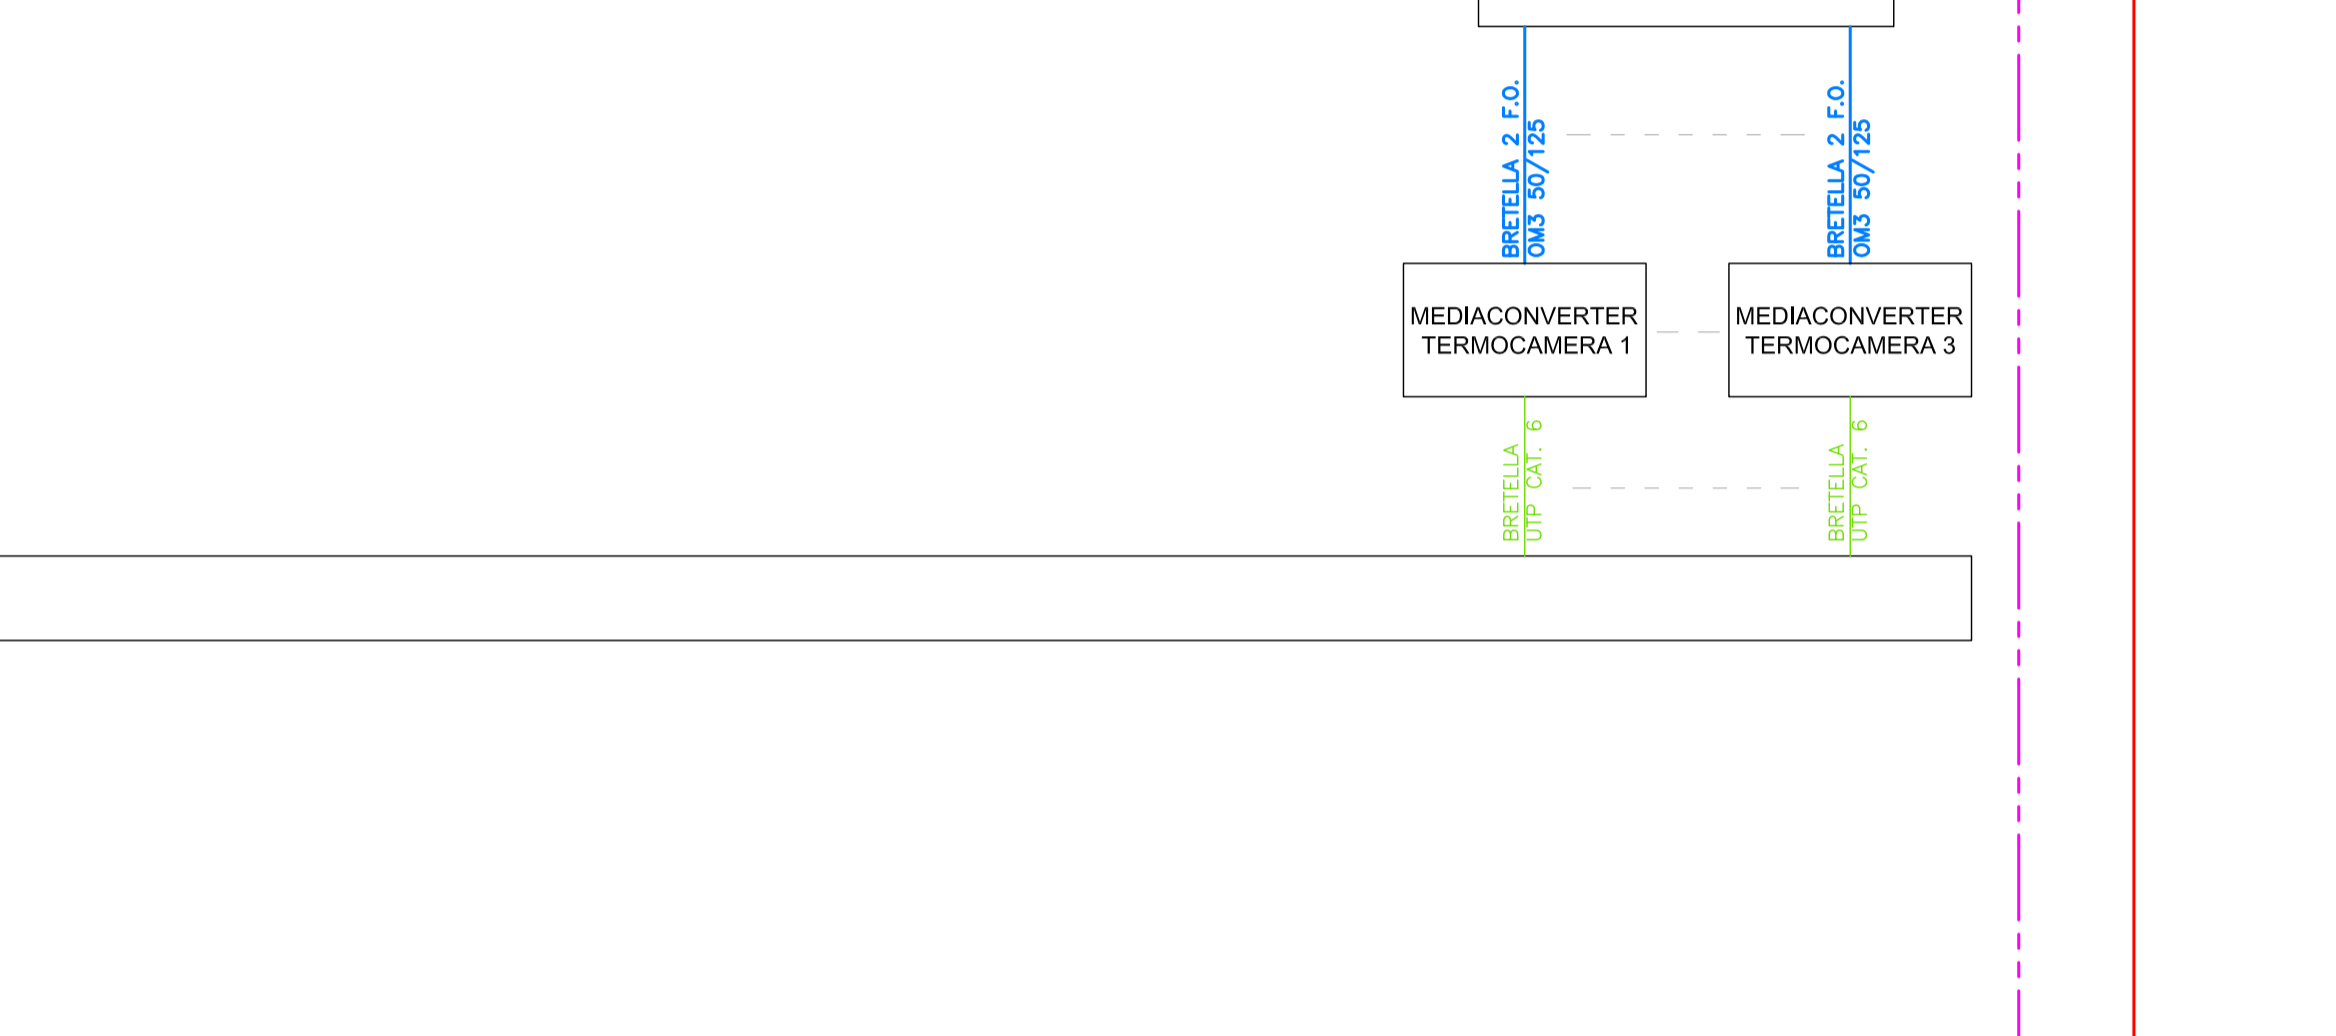 BRETELLA 2 F.O.
OM3 50/125
BRETELLA 2 F.O.
OM3 50/125
MEDIACONVERTER
TERMOCAMERA 1
MEDIACONVERTER
TERMOCAMERA 3
BRETELLA
UTP CAT. 6
BRETELLA
UTP CAT. 6